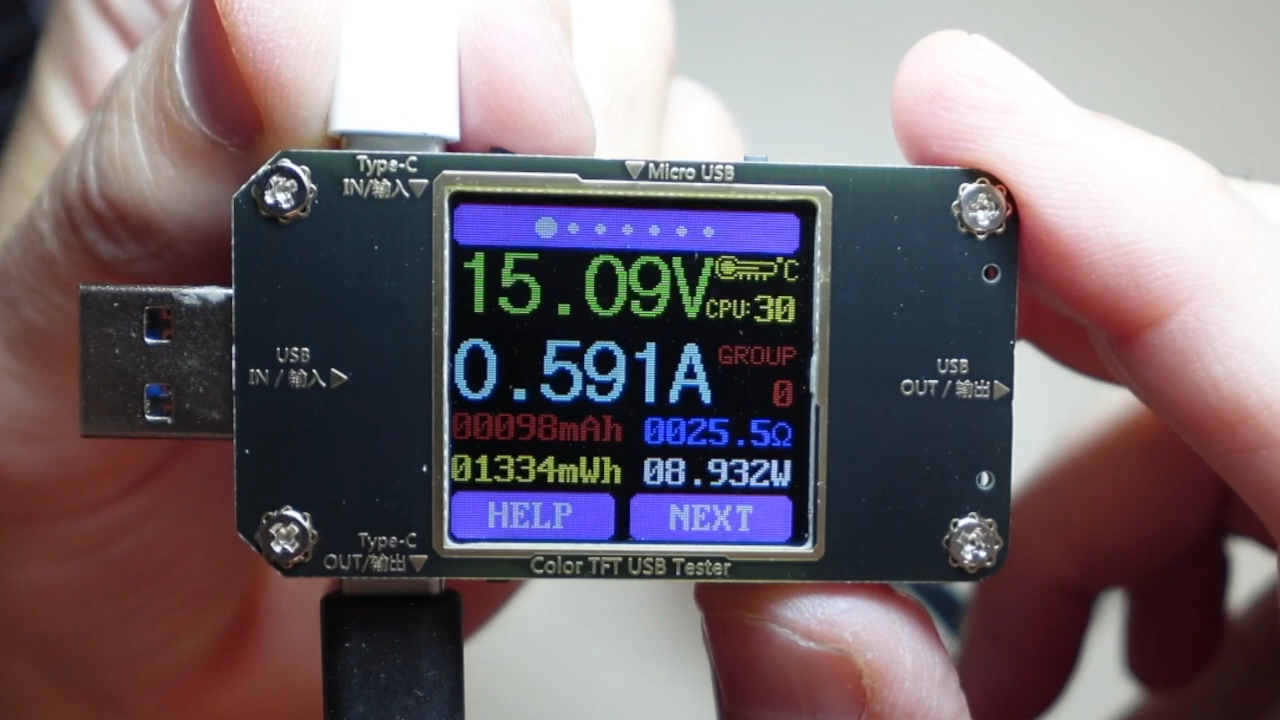 Type-C
IN/输入▼
▼Micro USB
15.09V
℃
CPU:30
0.591A
GROUP
0
00098mAh
0025.5Ω
01334mWh
08.932W
HELP
NEXT
USB
IN / 输入▶
USB
OUT / 输出▶
Type-C
OUT/输出▼
Color TFT USB Tester